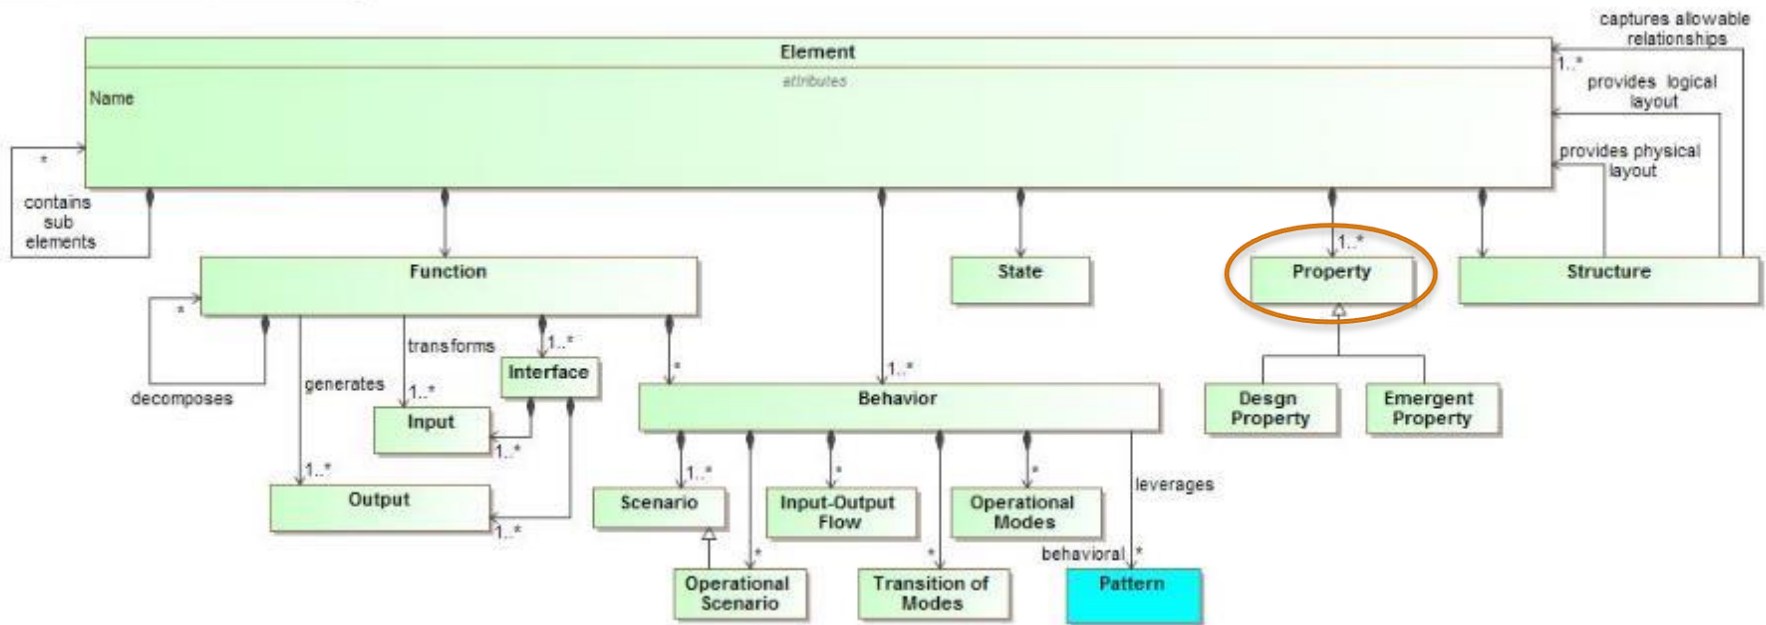 captures allowable
relationships
Element
1..*
attributes
provides logical
layout
Name
*
provides physical
layout
contains
sub
elements
1..*
Function
State
Property
Structure
*
transforms
1..*
Interface
generates
*
1..*
decomposes
1..*
Behavior
Desgn
Property
Emergent
Property
Input
1..*
1..*
1..*
*
*
*
*
leverages
Output
Scenario
Input-Output
Flow
Operational
Modes
1..*
*
*
behavioral
*
Operational
Scenario
Transition of
Modes
Pattern